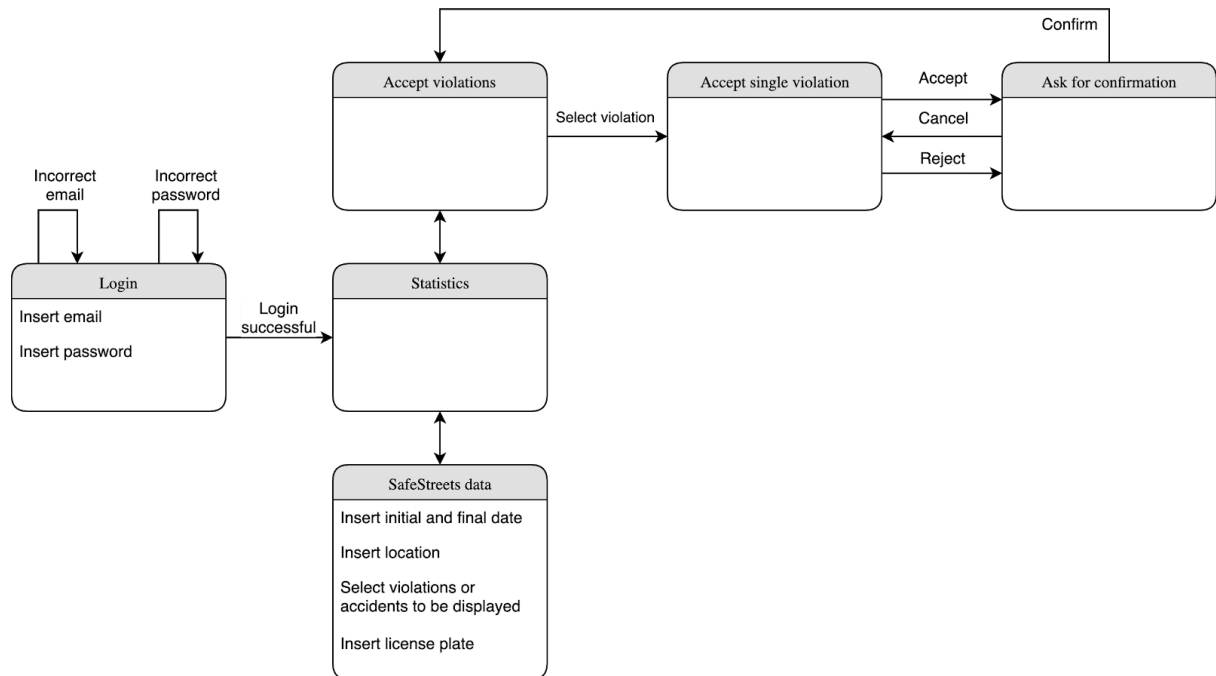 Confirm
Accept violations
Select violation
Accept single violation
Accept
Cancel
Reject
Ask for confirmation
Incorrect
email
Incorrect
password
Login
Insert email
Insert password
Login
successful
Statistics
SafeStreets data
Insert initial and final date
Insert location
Select violations or
accidents to be displayed
Insert license plate